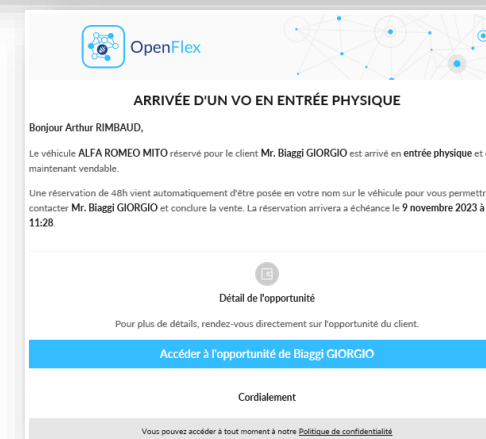 OpenFlex
ARRIVÉE D'UN VO EN ENTRÉE PHYSIQUE
Bonjour Arthur RIMBAUD,
Le véhicule ALFA ROMEO MITO réservé pour le client Mr. Biaggi GIORGIO est arrivé en entrée physique et
maintenant vendable.
Une réservation de 48h vient automatiquement d'être posée en votre nom sur le véhicule pour vous permettr
contacter Mr. Biaggi GIORGIO et conclure la vente. La réservation arrivera a échéance le 9 novembre 2023 à
11:28.
Détail de l'opportunité
Pour plus de détails, rendez-vous directement sur l'opportunité du client.
Accéder à l'opportunité de Biaggi GIORGIO
Cordialement
Vous pouvez accéder à tout moment à notre Politique de confidentialité